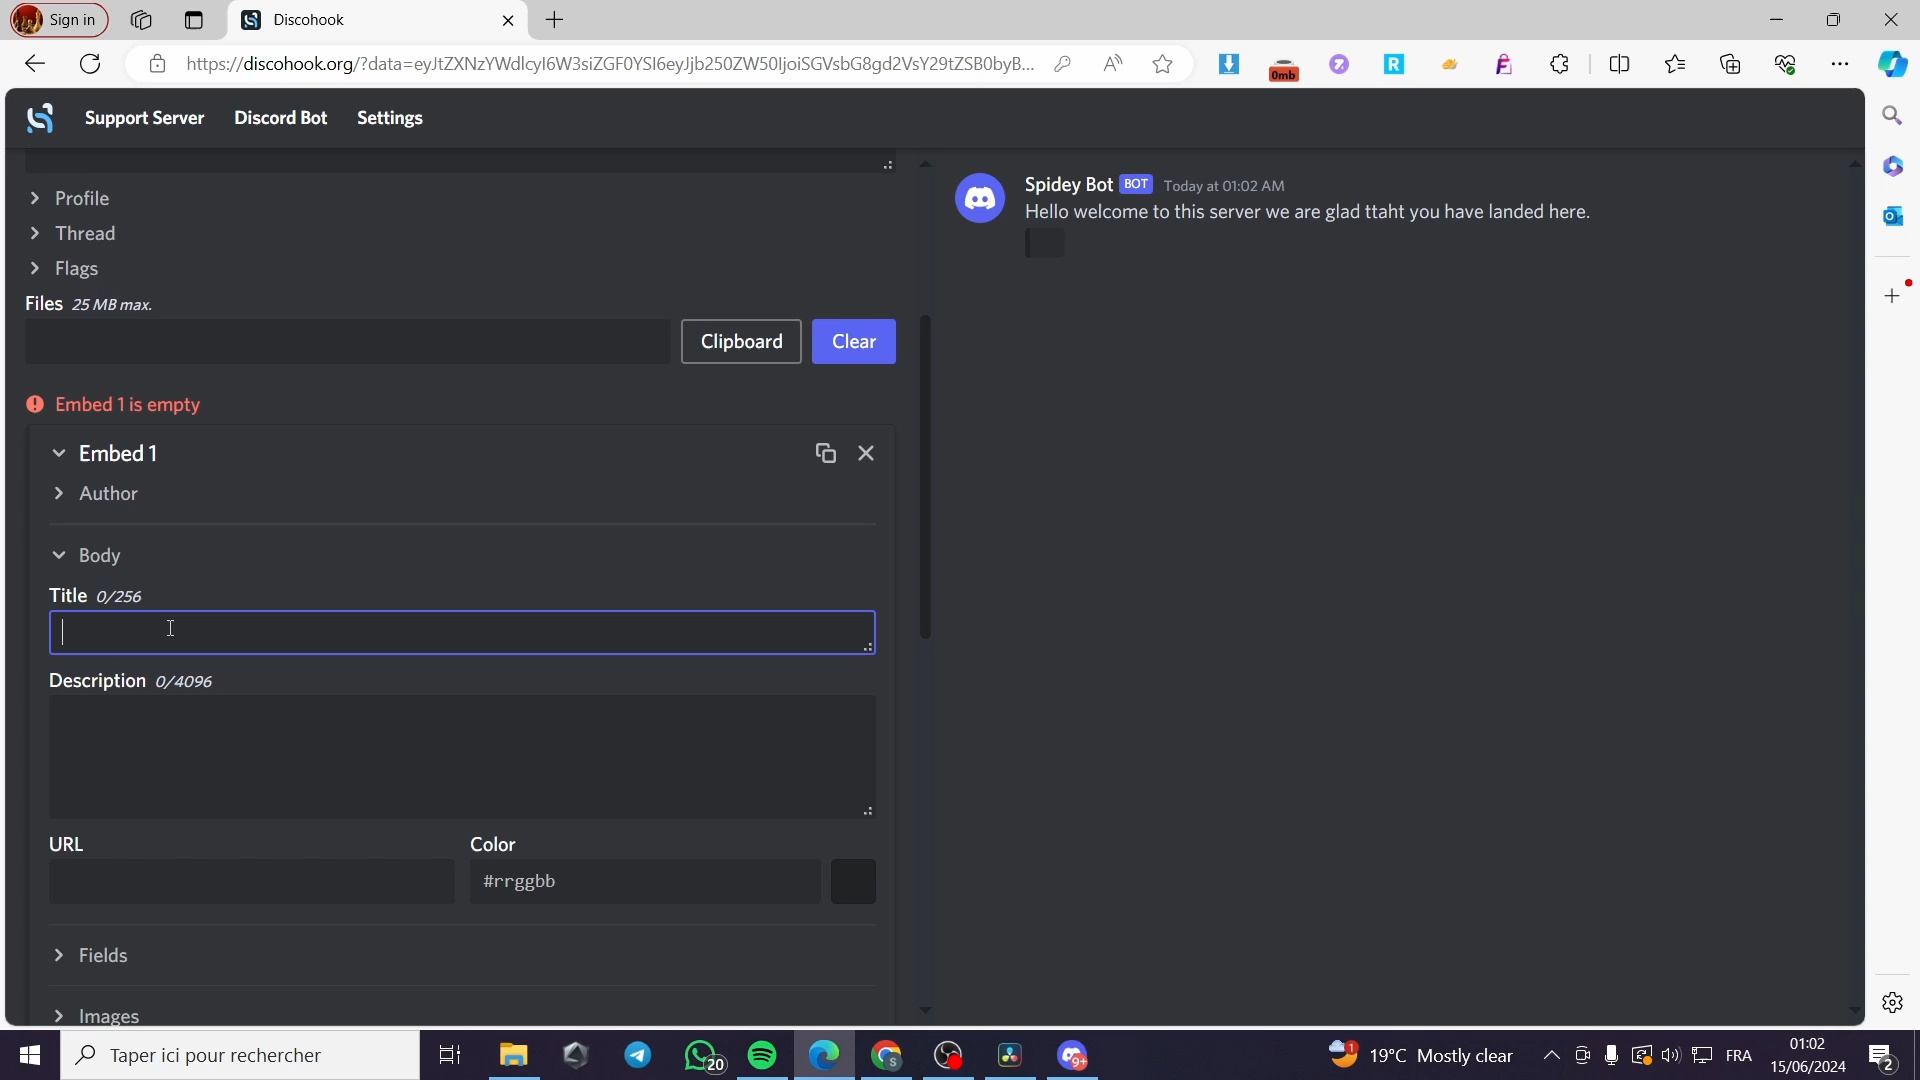 Sign in
Discohook
https://discohook.org/?data=eyJtZXNzYWdlcyI6W3siZGF0YSI6eyJjb250ZW50IjoiSGVsbG8gd2VsY29tZSB0byB...
0mb
Support Server
Discord Bot
Settings
Spidey Bot BOT Today at 01:02 AM
Hello welcome to this server we are glad ttaht you have landed here.
Profile
Thread
Flags
Files 25 MB max.
Clipboard
Clear
Embed 1 is empty
Embed 1
Author
Body
Title 0/256
Description 0/4096
URL
Color
#rrggbb
Fields
Images
Taper ici pour rechercher
20
9+
19°C Mostly clear
FRA
01:02
15/06/2024
2